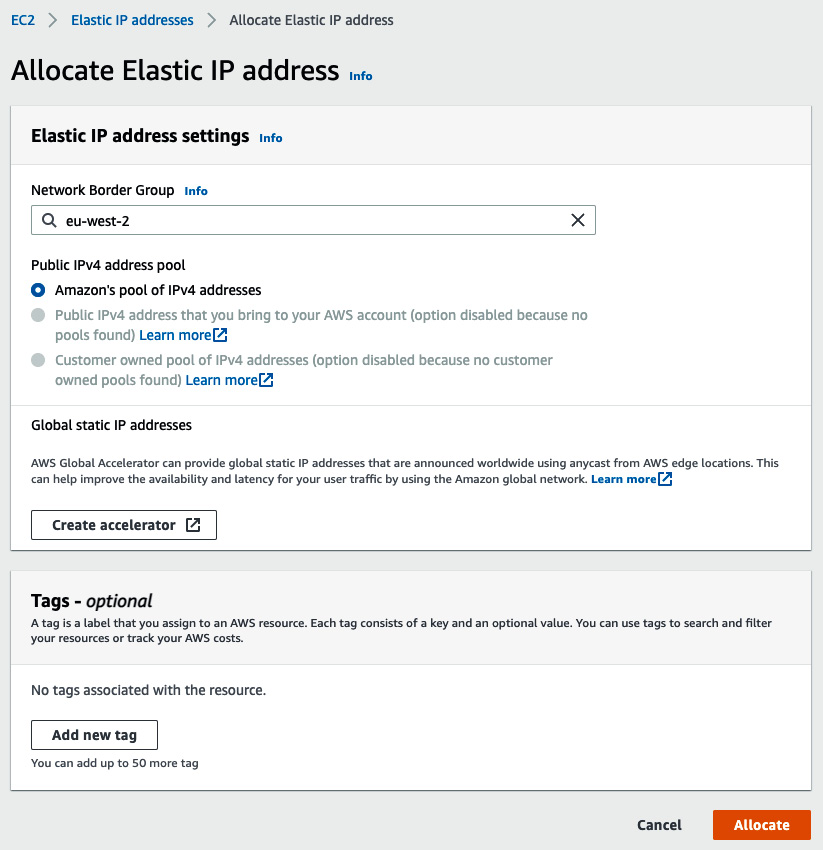 EC2 > Elastic IP addresses > Allocate Elastic IP address
Allocate Elastic IP address Info
Elastic IP address settings Info
Network Border Group Info
eu-west-2
Public IPv4 address pool
Amazon's pool of IPv4 addresses
Public IPv4 address that you bring to your AWS account (option disabled because no
pools found) Learn more
Customer owned pool of IPv4 addresses (option disabled because no customer
owned pools found) Learn more
Global static IP addresses
AWS Global Accelerator can provide global static IP addresses that are announced worldwide using anycast from AWS edge locations. This
can help improve the availability and latency for your user traffic by using the Amazon global network. Learn more
Create accelerator
Tags - optional
A tag is a label that you assign to an AWS resource. Each tag consists of a key and an optional value. You can use tags to search and filter
your resources or track your AWS costs.
No tags associated with the resource.
Add new tag
You can add up to 50 more tag
Cancel Allocate